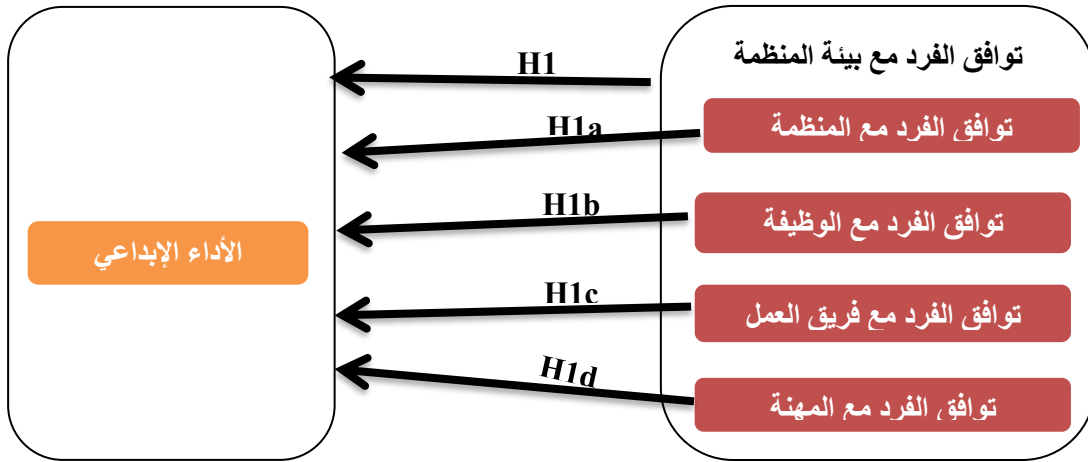 توافق الفرد مع بيئة المنظمة
H1
توافق الفرد مع المنظمة
H1a
توافق الفرد مع الوظيفة
H1b
الأداء الإبداعي
توافق الفرد مع فريق العمل
H1c
توافق الفرد مع المهنة
H1d